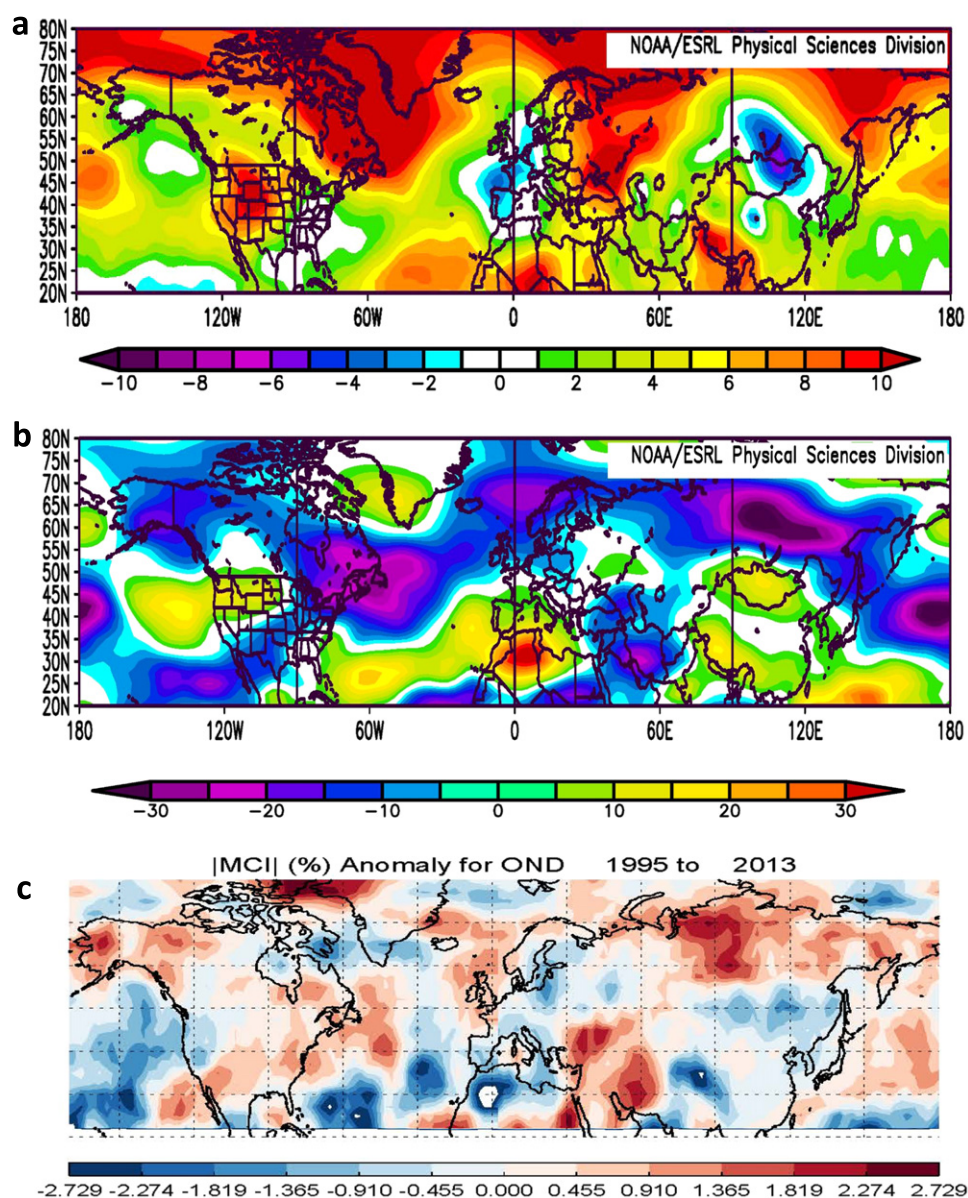 a
80N
NOAA/ESRL Physical Sciences Division
75N
70N
65N
60N
55N
50N
45N
40N
35N
30N
25N
20N
180 120W 60W 0 60E 120E 180
−10 −8 −6 −4 −2 0 2 4 6 8 10
b
80N
NOAA/ESRL Physical Sciences Division
75N
70N
65N
60N
55N
50N
45N
40N
35N
30N
25N
20N
180 120W 60W 0 60E 120E 180
−30 −20 −10 0 10 20 30
|MCI| (%) Anomaly for OND 1995 to 2013
c
-2.729 -2.274 -1.819 -1.365 -0.910 -0.455 0.000 0.455 0.910 1.365 1.819 2.274 2.729